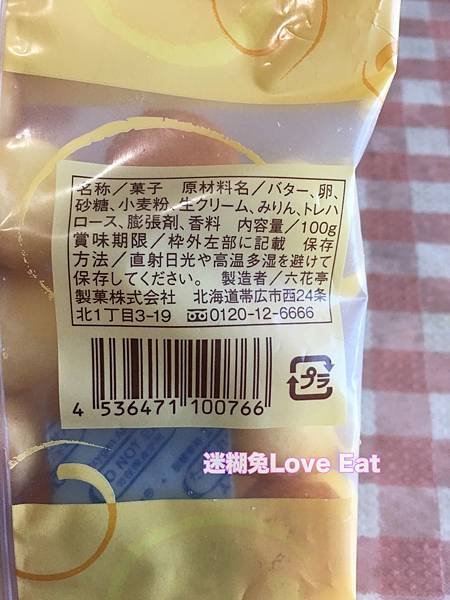 名称／菓子　原材料名／バター、卵、
砂糖、小麦粉、生クリーム、みりん、トレハ
ロース、膨張剤、香料　内容量／100g
賞味期限／枠外左部に記載　保存
方法／直射日光や高温多湿を避けて
保存してください。　製造者／六花亭
製菓株式会社　北海道帯広市西24条
北1丁目3-19　0120-12-6666
プラ
4 536471 100766
迷糊兔Love Eat